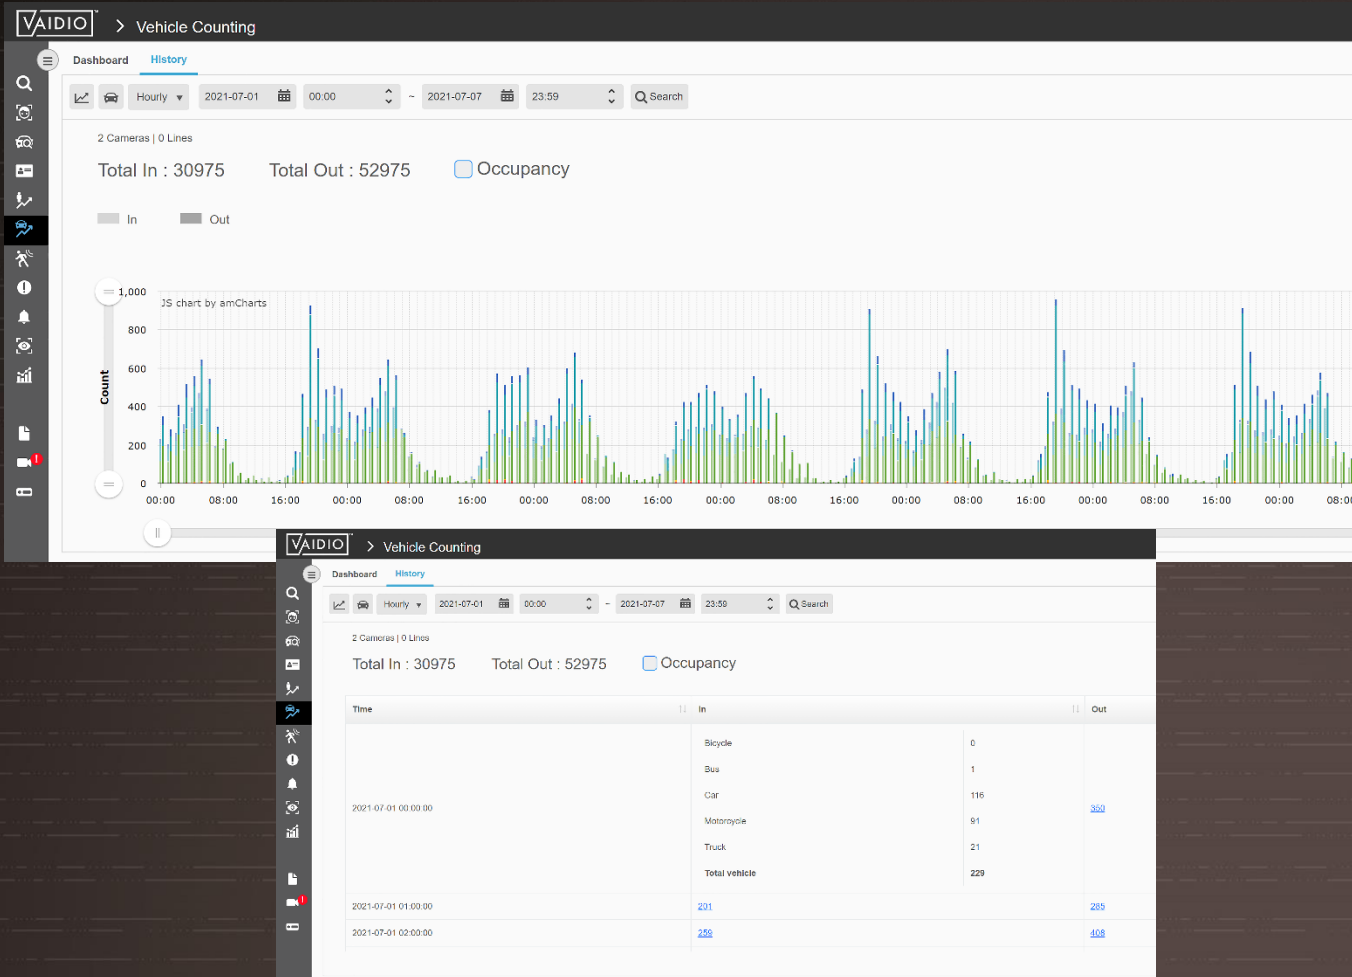 VAIDIO™ > Vehicle Counting
Dashboard History
Hourly ▾ 2021-07-01 00:00 ~ 2021-07-07 23:59 Search
2 Cameras | 0 Lines
Total In : 30975 Total Out : 52975 Occupancy
In Out
JS chart by amCharts
Count
1,000
800
600
400
200
0
00:00 08:00 16:00 00:00 08:00 16:00 00:00 08:00 16:00 00:00 08:00 16:00 00:00 08:00 16:00 00:00 08:00 16:00 00:00 08:00
VAIDIO™ > Vehicle Counting
Dashboard History
Hourly ▾ 2021-07-01 00:00 ~ 2021-07-07 23:59 Search
2 Cameras | 0 Lines
Total In : 30975 Total Out : 52975 Occupancy
Time In Out
2021-07-01 00:00:00
Bicycle 0
Bus 1
Car 116
Motorcycle 91
Truck 21
Total vehicle 229
350
2021-07-01 01:00:00 201 285
2021-07-01 02:00:00 259 408